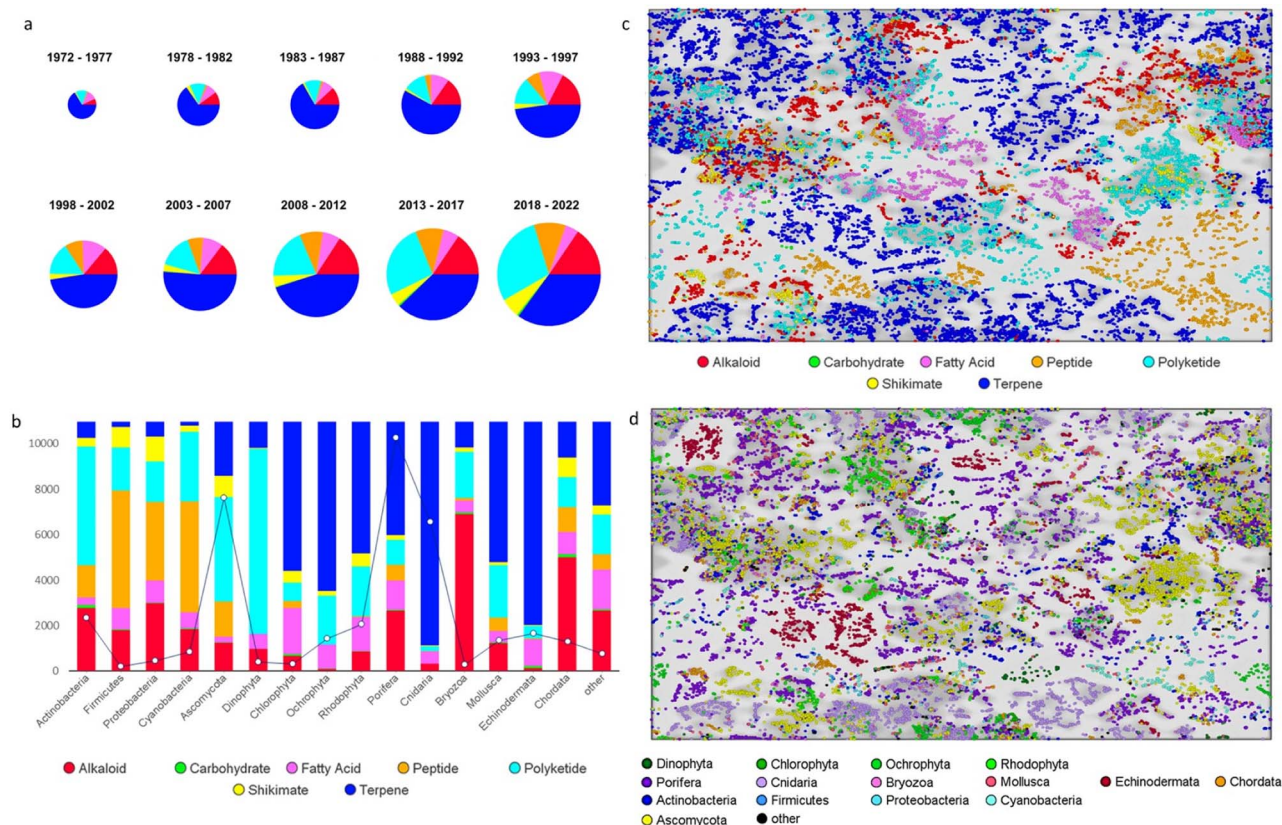 a
1972 - 1977 1978 - 1982 1983 - 1987 1988 - 1992 1993 - 1997
1998 - 2002 2003 - 2007 2008 - 2012 2013 - 2017 2018 - 2022
b
10000
8000
6000
4000
2000
0
Actinobacteria Firmicutes Proteobacteria Cyanobacteria Ascomycota Dinophyta Chlorophyta Ochrophyta Rhodophyta Porifera Cnidaria Bryozoa Mollusca Echinodermata Chordata other
Alkaloid Carbohydrate Fatty Acid Peptide Polyketide
Shikimate Terpene
c
Alkaloid Carbohydrate Fatty Acid Peptide Polyketide
Shikimate Terpene
d
Dinophyta Chlorophyta Ochrophyta Rhodophyta
Porifera Cnidaria Bryozoa Mollusca Echinodermata Chordata
Actinobacteria Firmicutes Proteobacteria Cyanobacteria
Ascomycota other